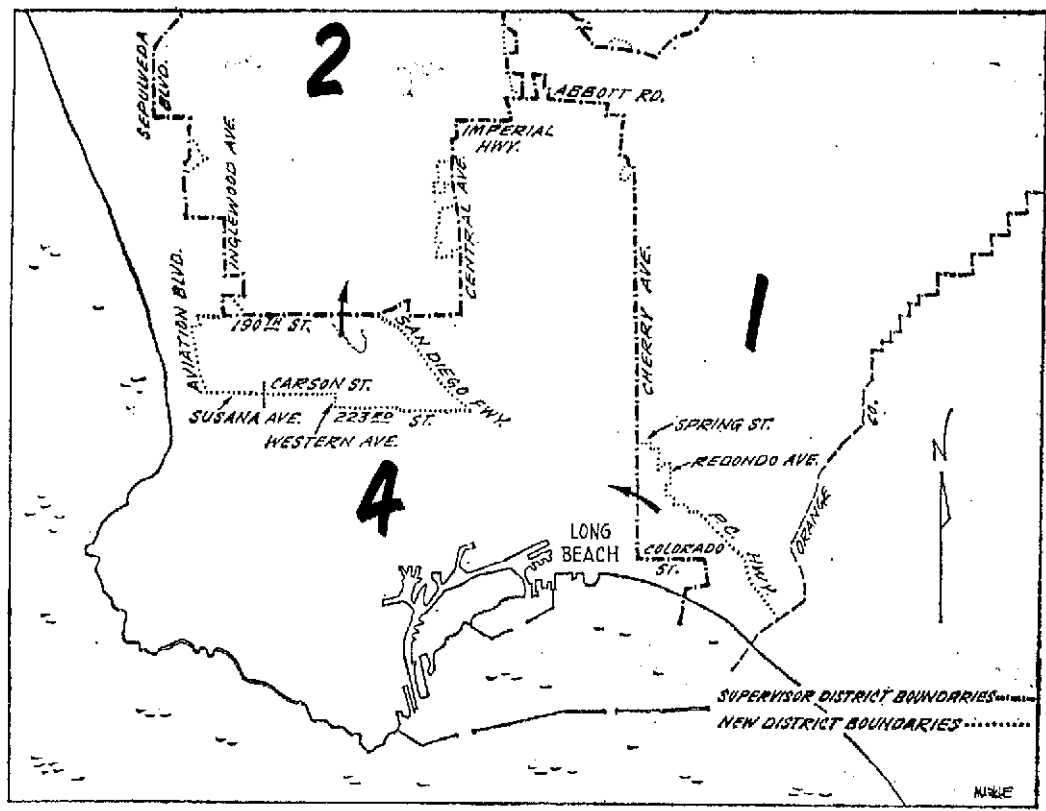 2
SEPULVEDA
BLVD.
ABBOTT RD.
IMPERIAL
HWY.
INGLEWOOD AVE.
CENTRAL AVE.
AVIATION BLVD.
190TH ST.
SAN DIEGO FWY.
CHERRY AVE.
1
CARSON ST.
SUSANA AVE.
223RD ST.
WESTERN AVE.
SPRING ST.
REDONDO AVE.
CO.
N
4
P.C. HWY.
ORANGE
LONG
BEACH
COLORADO
ST.
SUPERVISOR DISTRICT BOUNDARIES
NEW DISTRICT BOUNDARIES